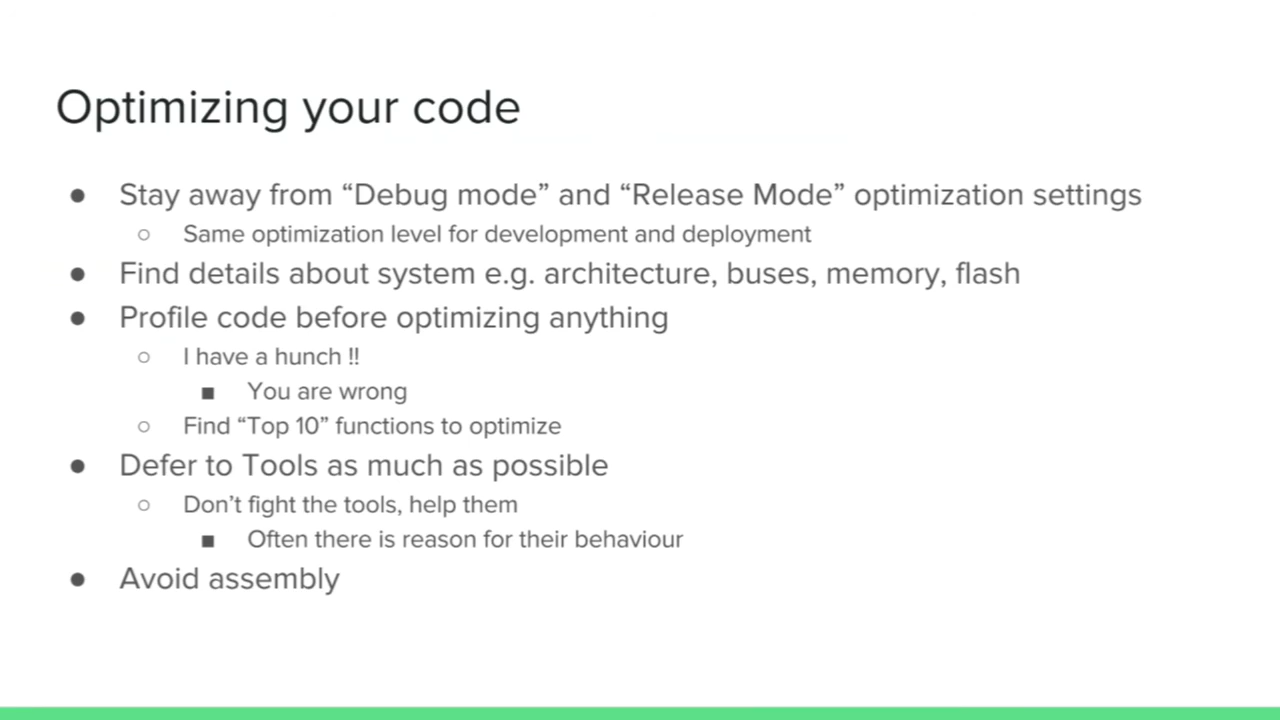 Optimizing your code
● Stay away from “Debug mode” and “Release Mode” optimization settings
○ Same optimization level for development and deployment
● Find details about system e.g. architecture, buses, memory, flash
● Profile code before optimizing anything
○ I have a hunch !!
■ You are wrong
○ Find “Top 10” functions to optimize
● Defer to Tools as much as possible
○ Don’t fight the tools, help them
■ Often there is reason for their behaviour
● Avoid assembly